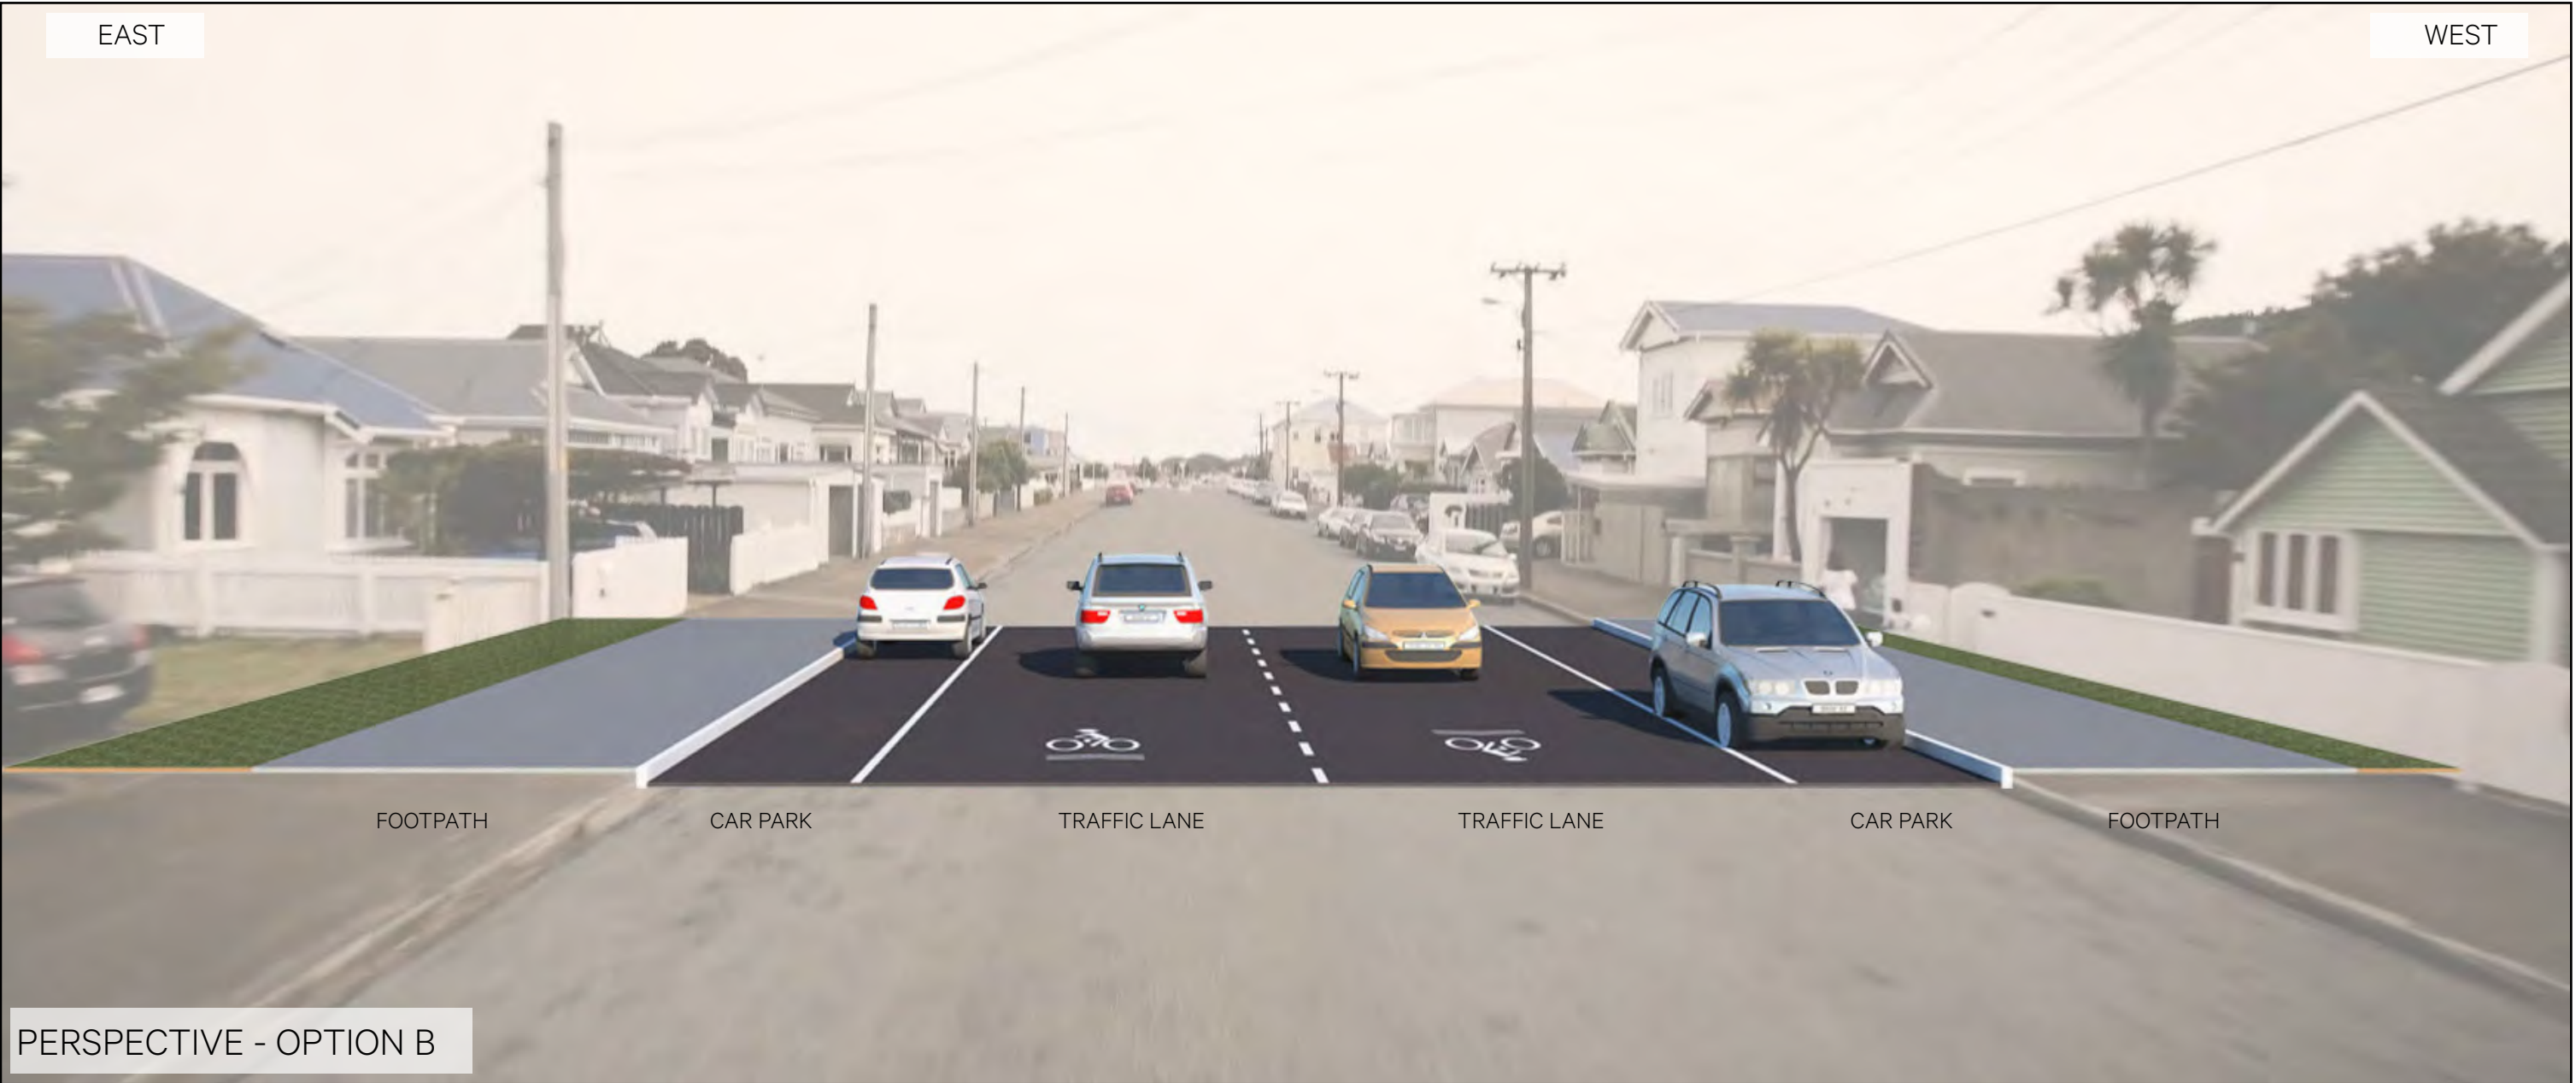 EAST
WEST
FOOTPATH
CAR PARK
TRAFFIC LANE
TRAFFIC LANE
CAR PARK
FOOTPATH
PERSPECTIVE - OPTION B